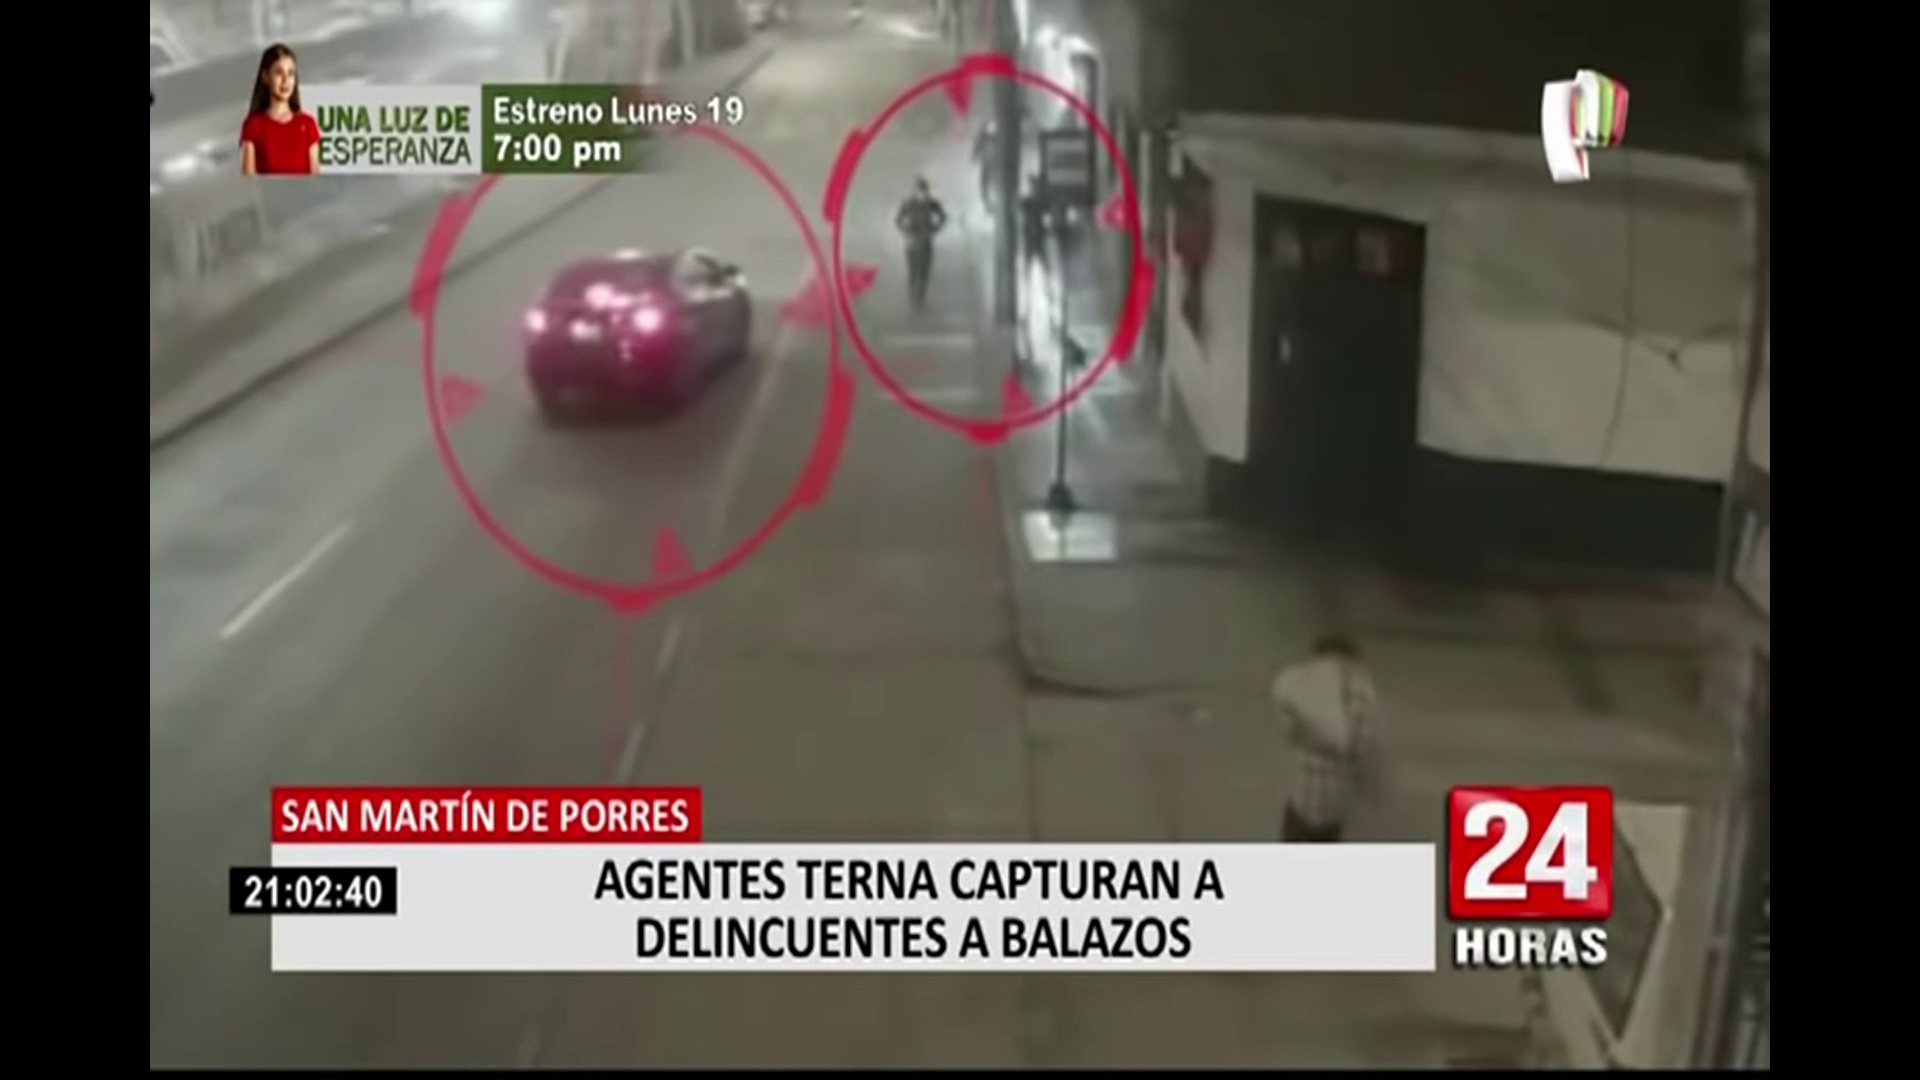 UNA LUZ DE
ESPERANZA
Estreno Lunes 19
7:00 pm
SAN MARTÍN DE PORRES
21:02:40
AGENTES TERNA CAPTURAN A
DELINCUENTES A BALAZOS
24
HORAS